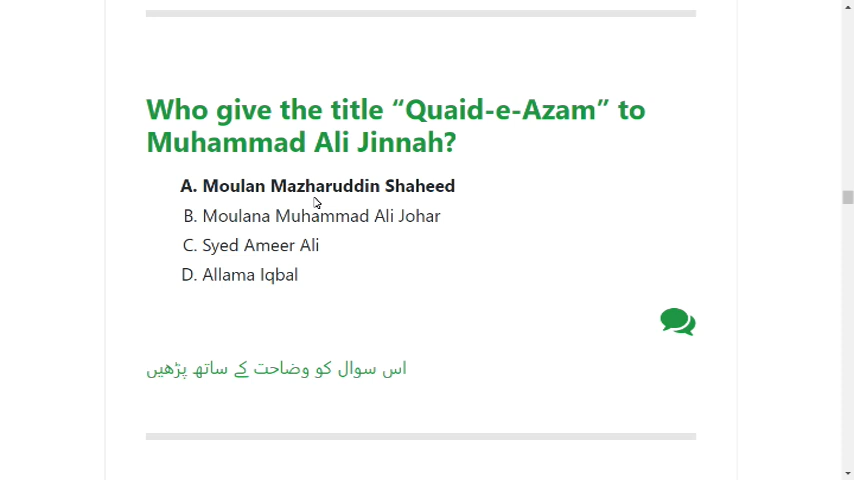 Who give the title “Quaid-e-Azam” to
Muhammad Ali Jinnah?
A. Moulan Mazharuddin Shaheed
B. Moulana Muhammad Ali Johar
C. Syed Ameer Ali
D. Allama Iqbal
اس سوال کو وضاحت کے ساتھ پڑھیں